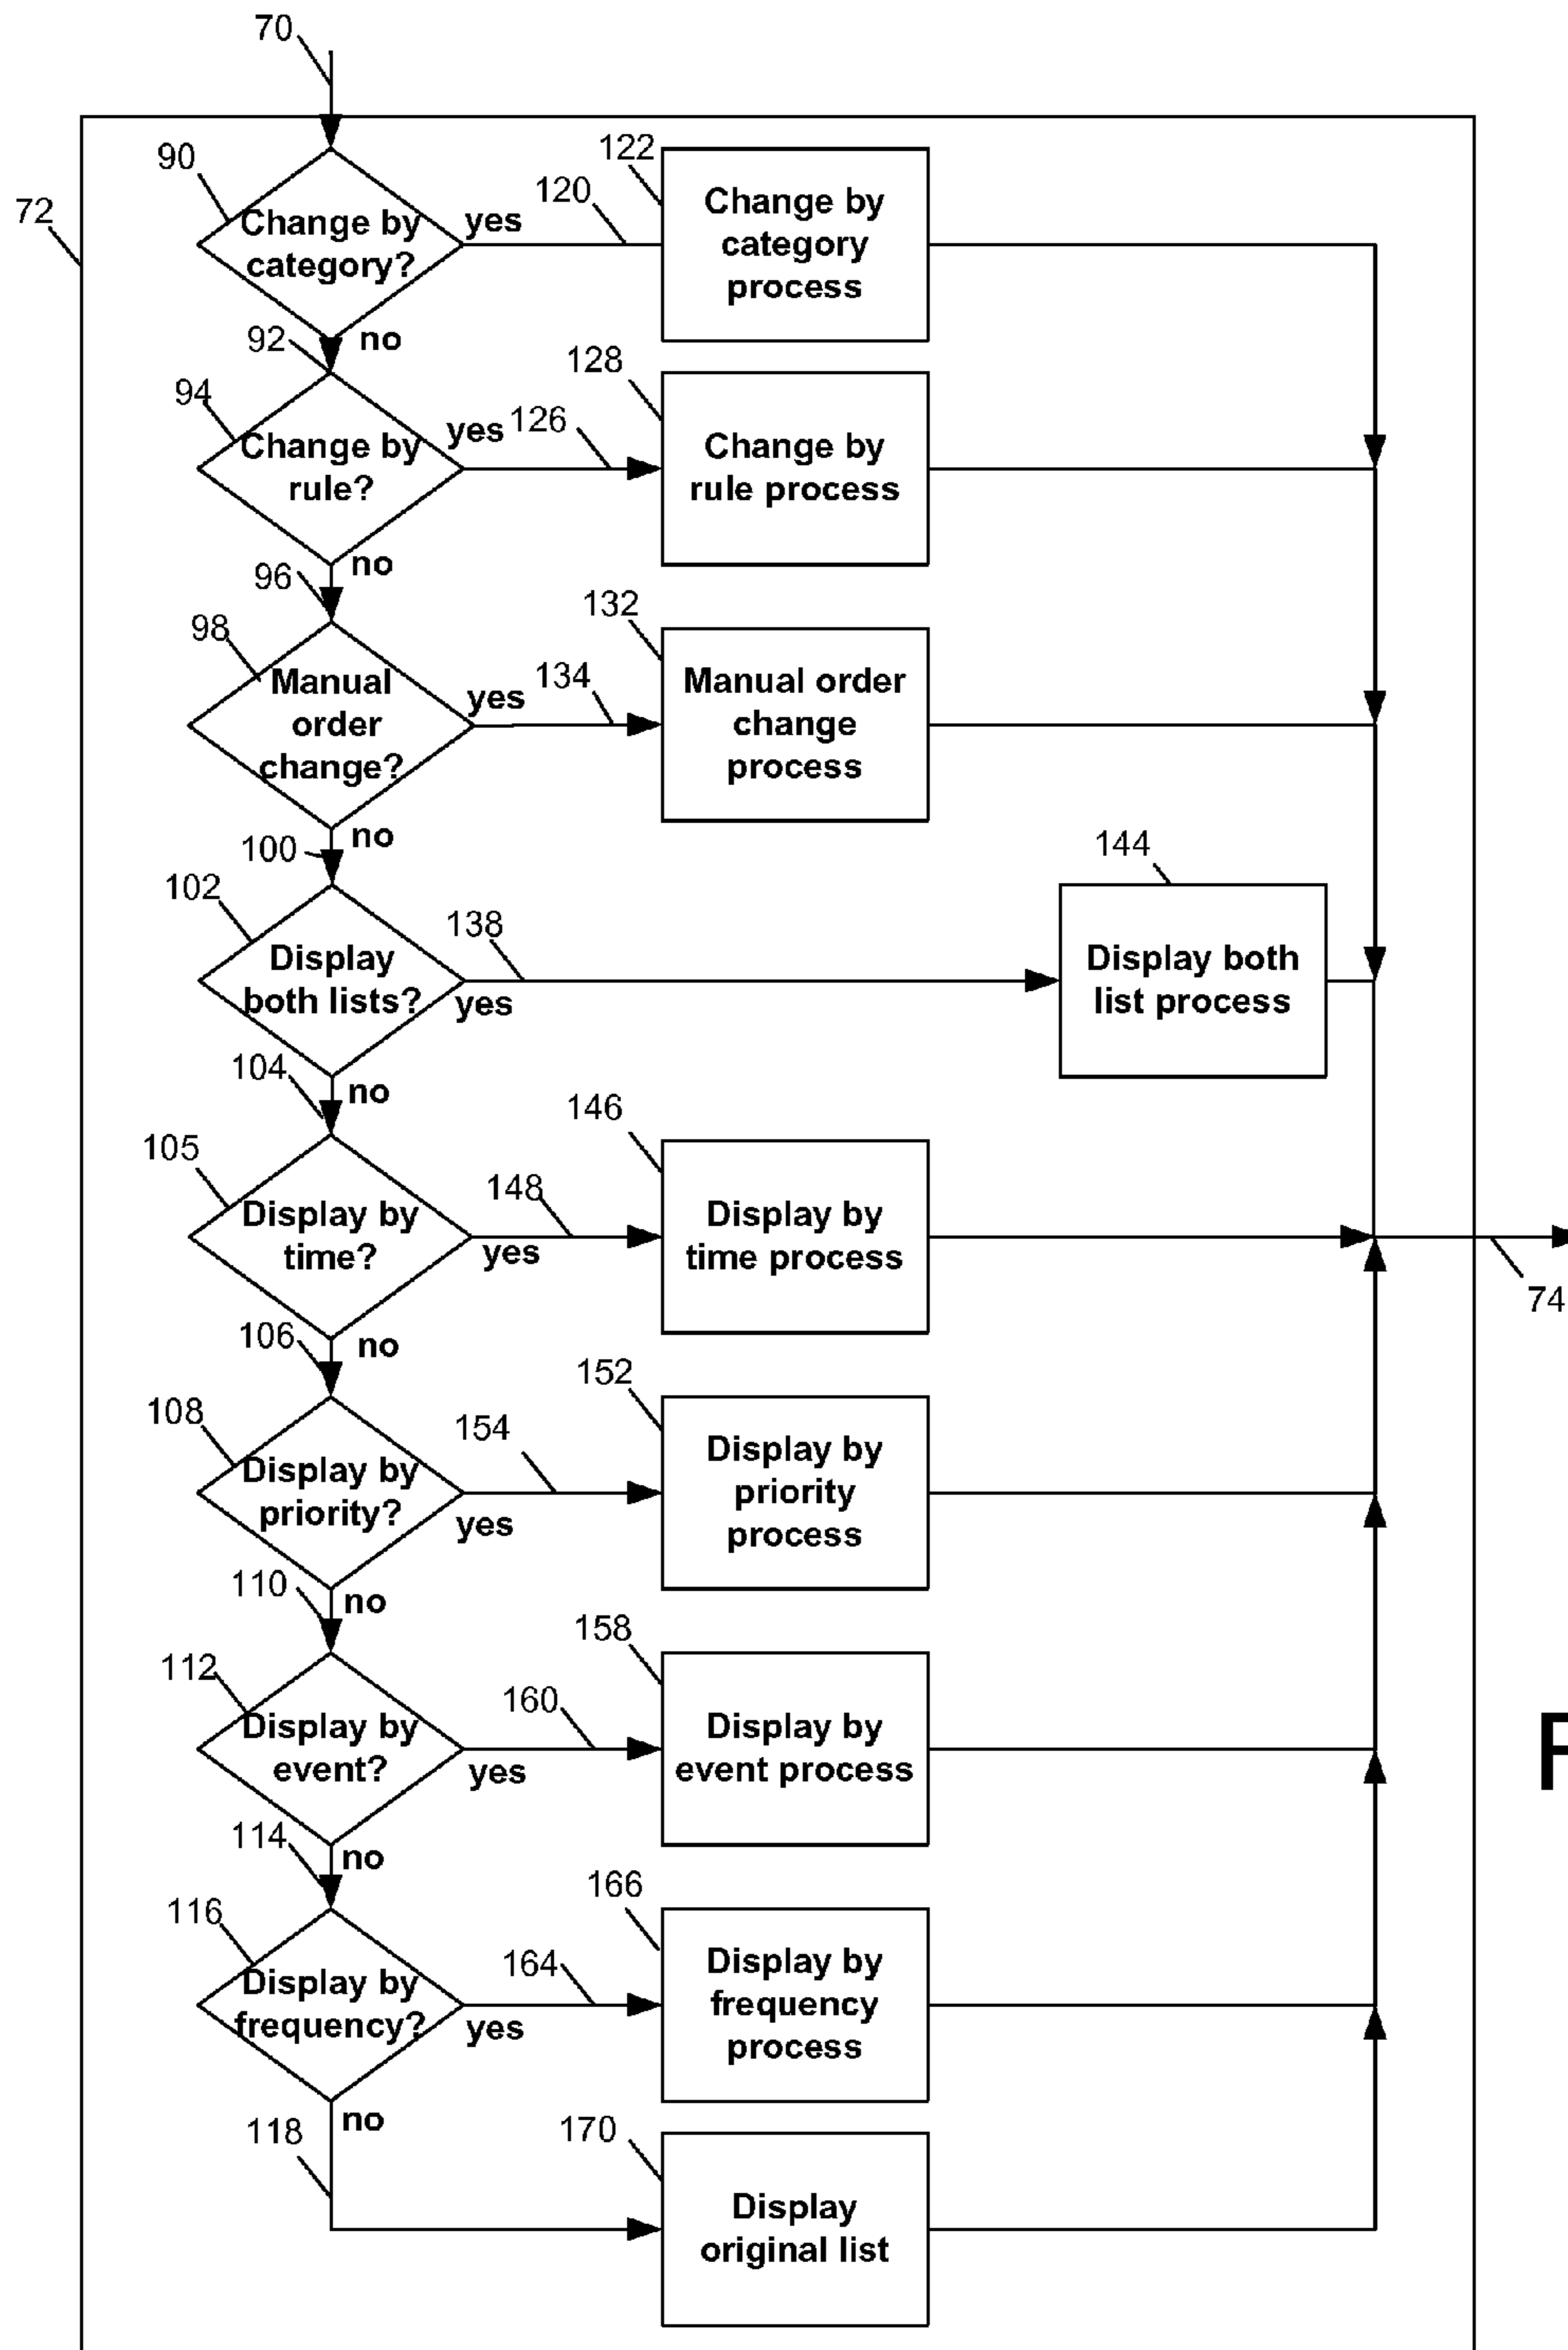 70
90
Change by
category?
yes
120
122
Change by
category
process
72
92
no
94
Change by
rule?
yes
126
128
Change by
rule process
no
96
98
Manual
order
change?
yes
134
132
Manual order
change
process
no
100
102
Display
both lists?
138
yes
144
Display both
list process
104
no
105
Display by
time?
148
yes
146
Display by
time process
74
106
no
108
Display by
priority?
154
yes
152
Display by
priority
process
110
no
112
Display by
event?
160
yes
158
Display by
event process
F
114
no
116
Display by
frequency?
164
yes
166
Display by
frequency
process
no
118
170
Display
original list